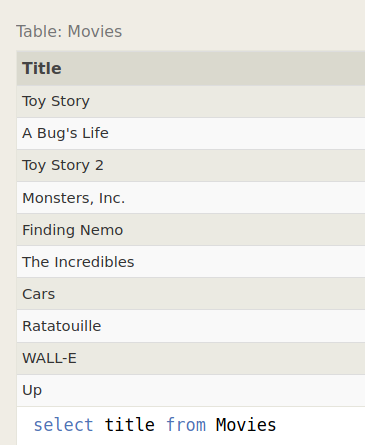 Table: Movies
Title
Toy Story
A Bug's Life
Toy Story 2
Monsters, Inc.
Finding Nemo
The Incredibles
Cars
Ratatouille
WALL-E
Up
select title from Movies